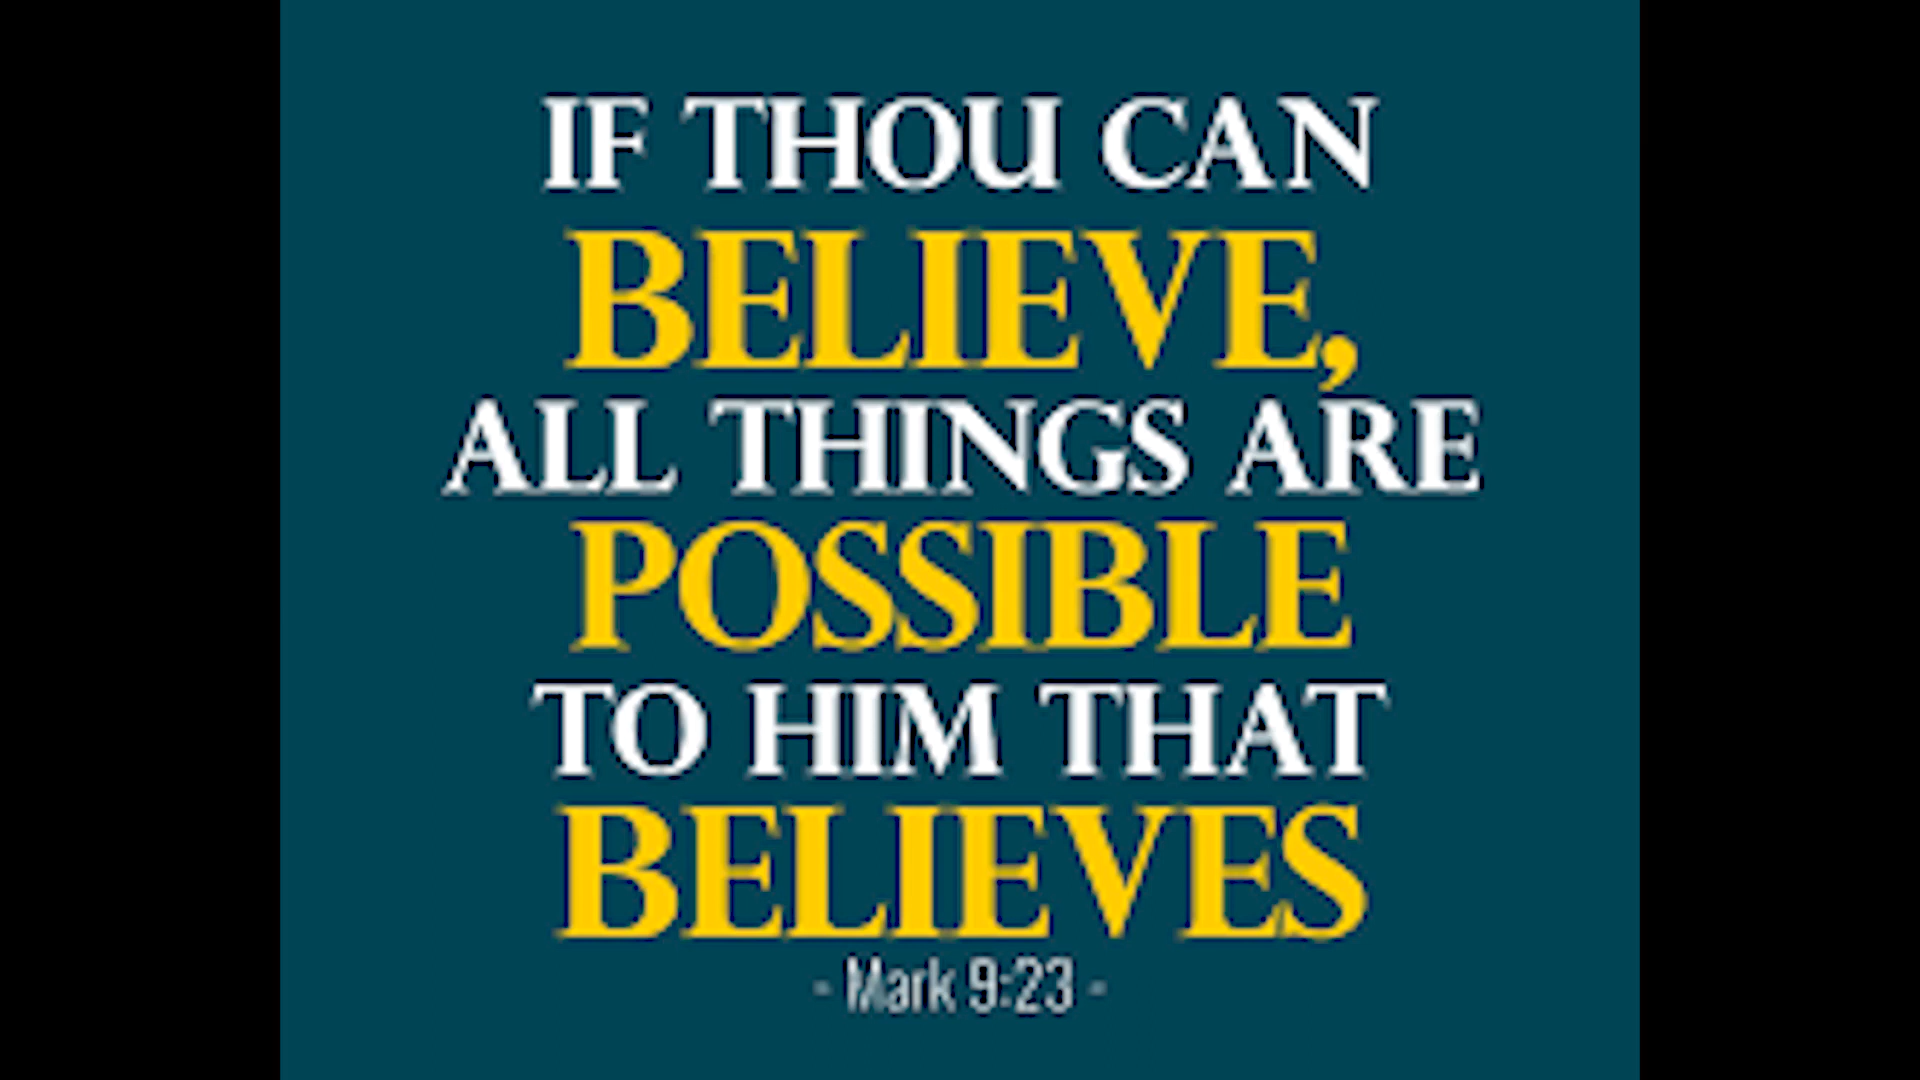 IF THOU CAN
BELIEVE,
ALL THINGS ARE
POSSIBLE
TO HIM THAT
BELIEVES
- Mark 9:23 -